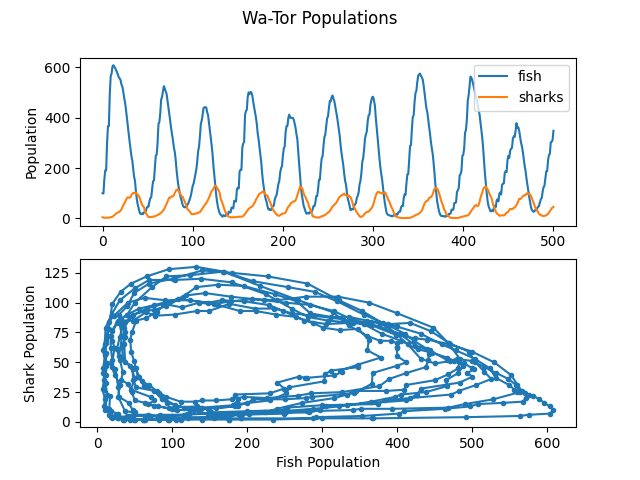 Wa-Tor Populations
600
400
200
0
Population
fish
sharks
0 100 200 300 400 500
125
100
75
50
25
0
Shark Population
0 100 200 300 400 500 600
Fish Population